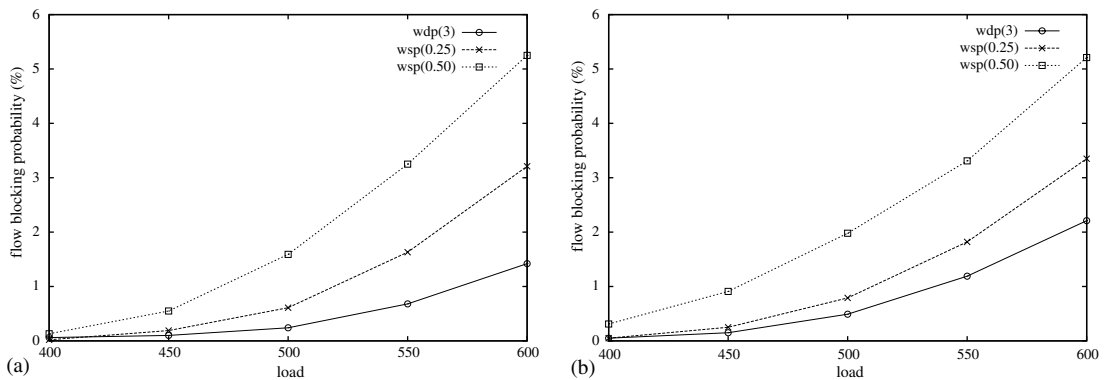 6
5
4
3
2
1
0
flow blocking probability (%)
wdp(3)
wsp(0.25)
wsp(0.50)
400 450 500 550 600
load
(a)
6
5
4
3
2
1
0
flow blocking probability (%)
wdp(3)
wsp(0.25)
wsp(0.50)
400 450 500 550 600
load
(b)